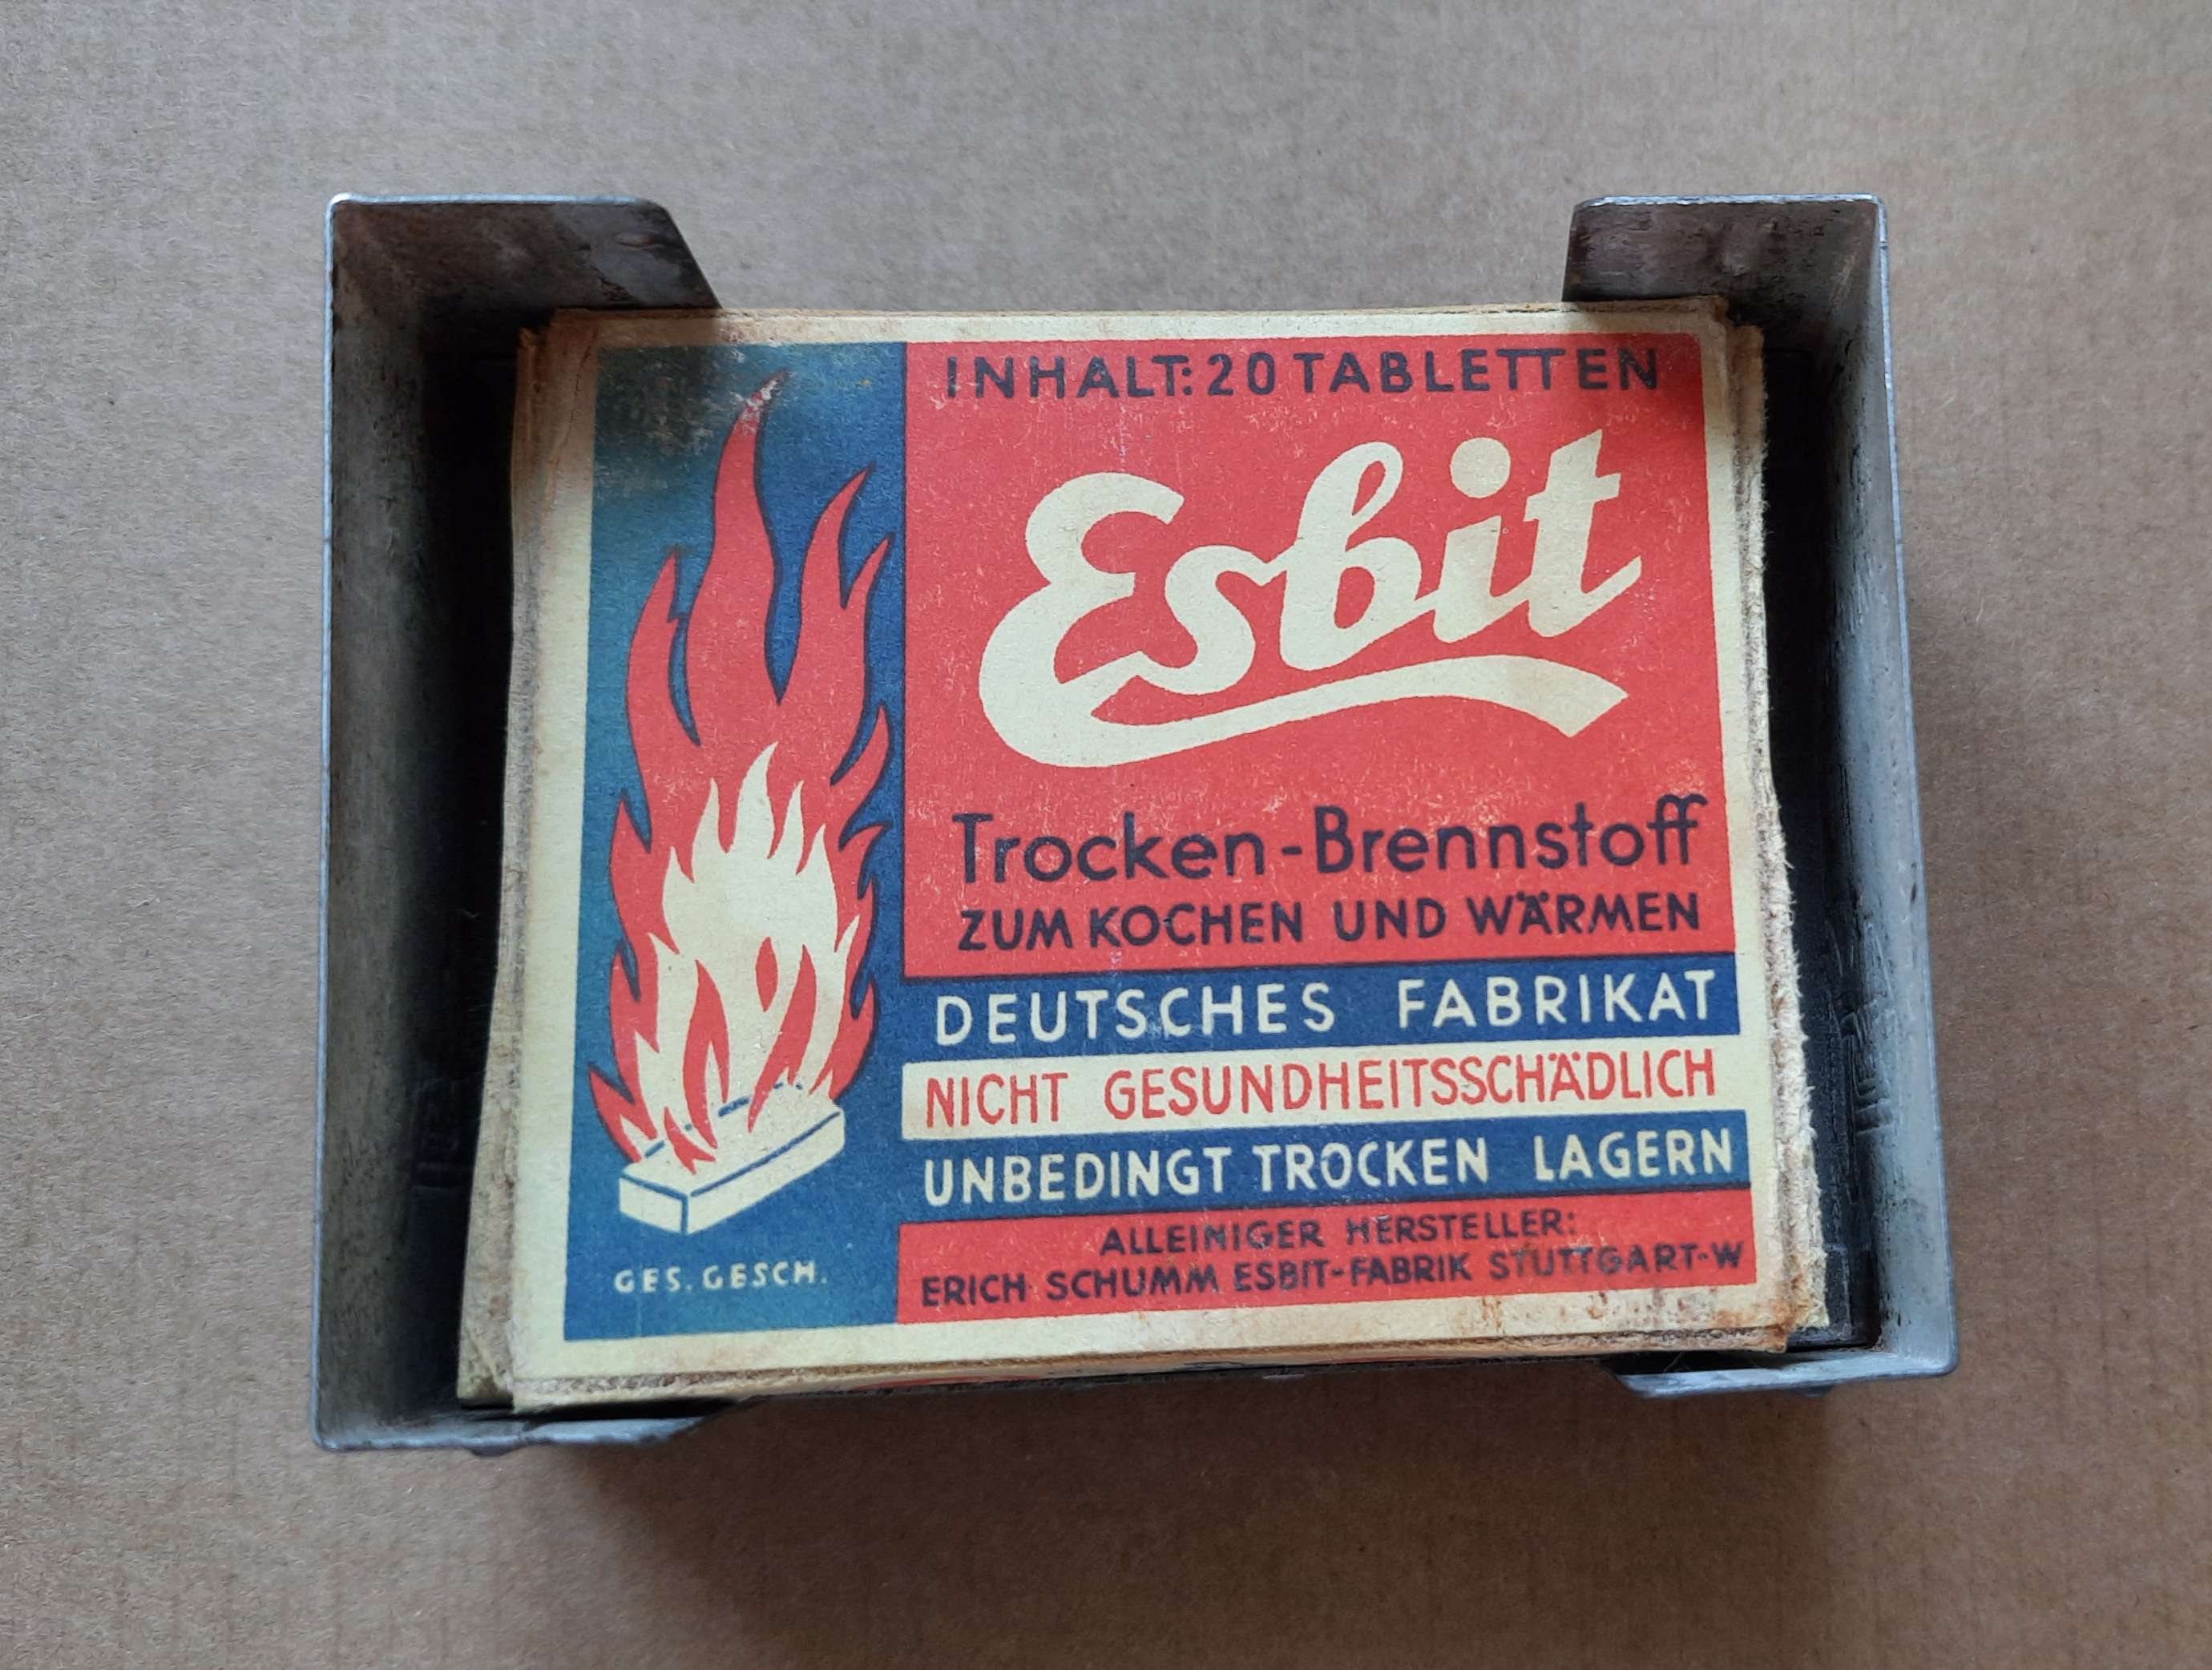 INHALT: 20 TABLETTEN
Esbit
Trocken-Brennstoff
ZUM KOCHEN UND WÄRMEN
DEUTSCHES FABRIKAT
NICHT GESUNDHEITSSCHÄDLICH
UNBEDINGT TROCKEN LAGERN
ALLEINIGER HERSTELLER:
ERICH SCHUMM ESBIT-FABRIK STUTTGART-W
GES. GESCH.